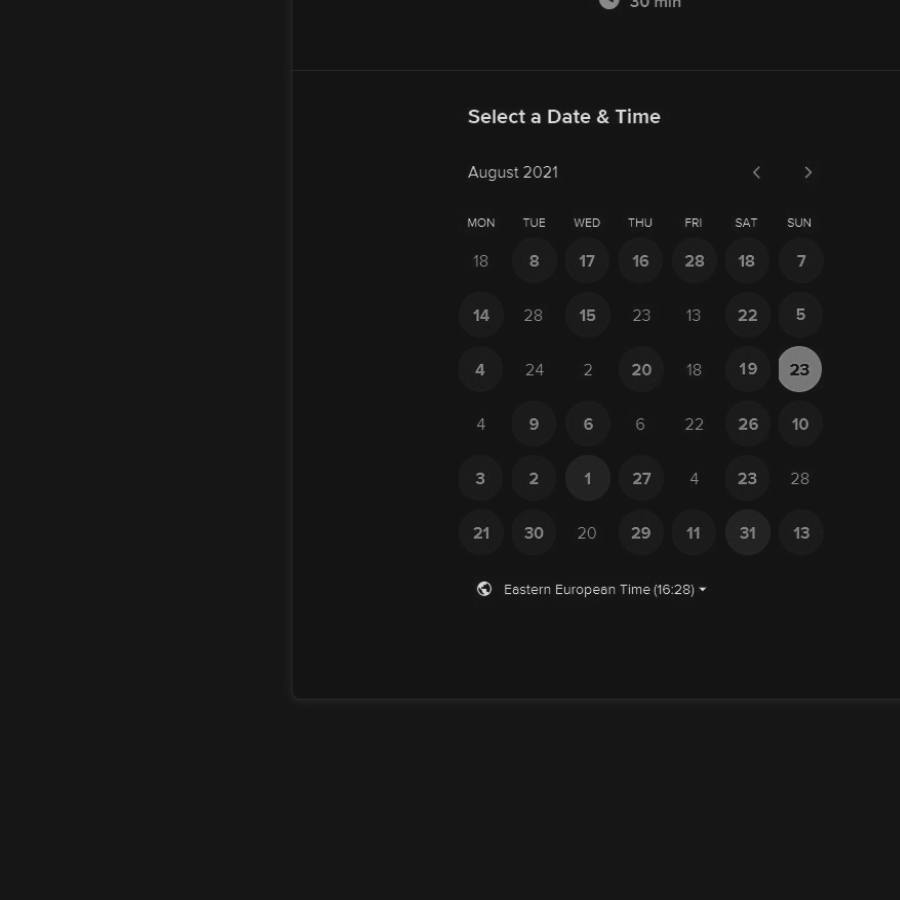 30 min
Select a Date & Time
August 2021
MON TUE WED THU FRI SAT SUN
18 8 17 16 28 18 7
14 28 15 23 13 22 5
4 24 2 20 18 19 23
4 9 6 6 22 26 10
3 2 1 27 4 23 28
21 30 20 29 11 31 13
Eastern European Time (16:28)